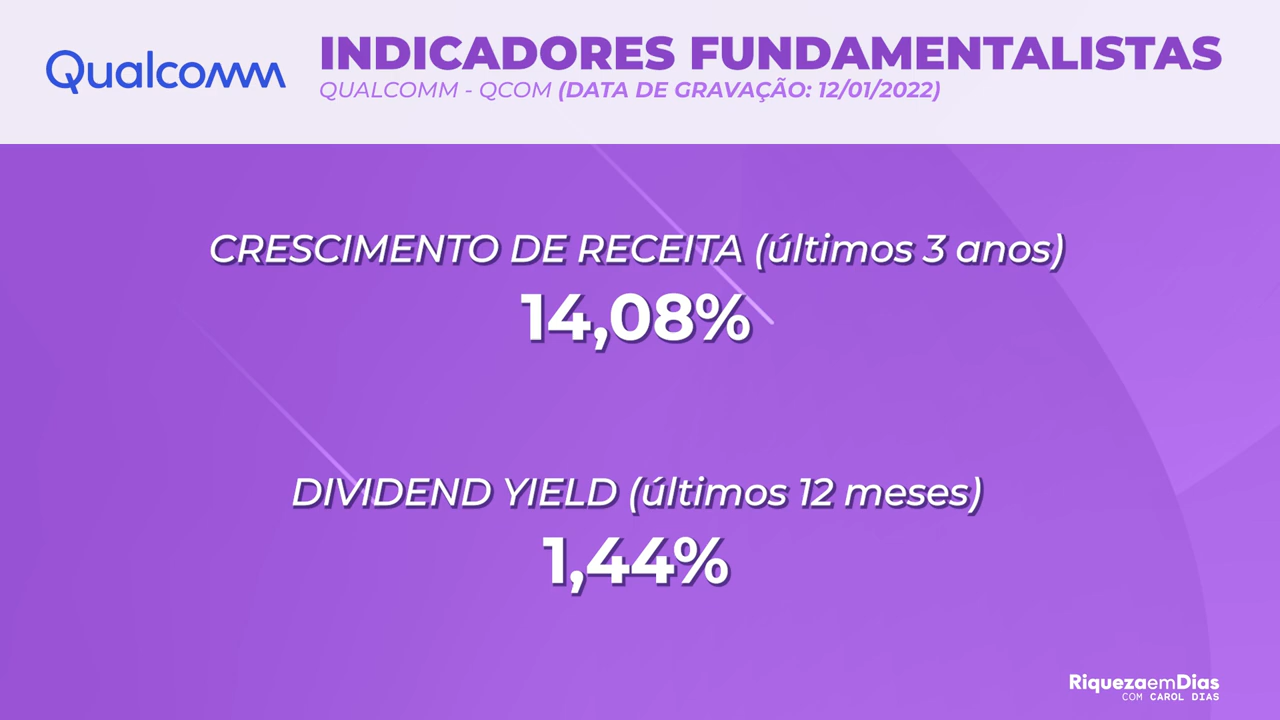 Qualcomm
INDICADORES FUNDAMENTALISTAS
QUALCOMM - QCOM (DATA DE GRAVAÇÃO: 12/01/2022)
CRESCIMENTO DE RECEITA (últimos 3 anos)
14,08%
DIVIDEND YIELD (últimos 12 meses)
1,44%
RiquezaemDias
COM CAROL DIAS